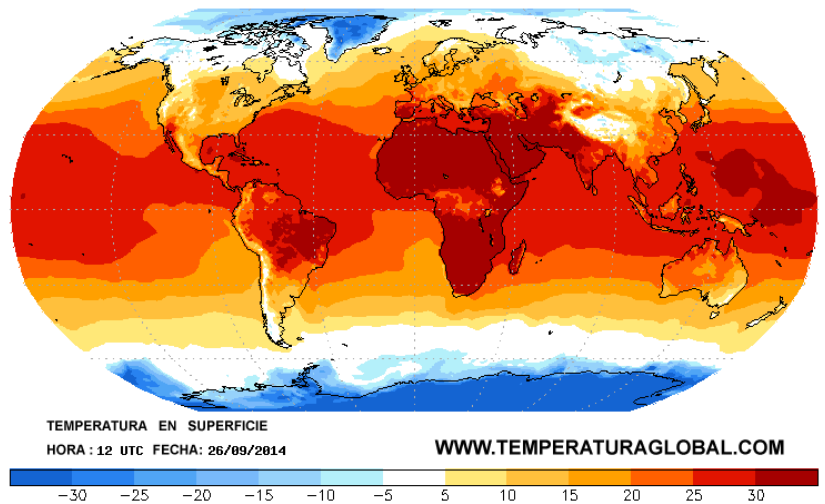 TEMPERATURA EN SUPERFICIE
HORA : 12 UTC FECHA: 26/09/2014
WWW.TEMPERATURAGLOBAL.COM
−30 −25 −20 −15 −10 −5 5 10 15 20 25 30